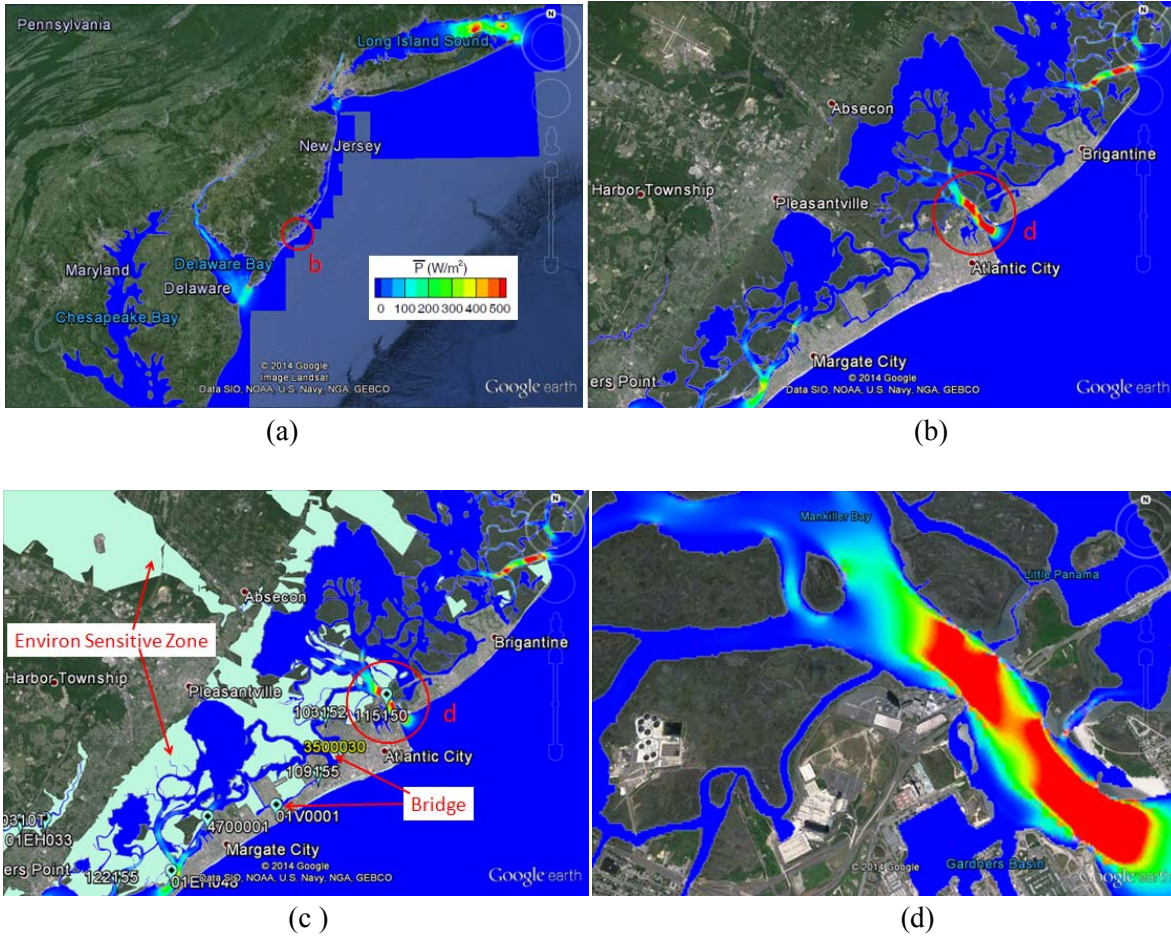 Pennsylvania
N
Long Island Sound
New Jersey
b
Maryland
Delaware Bay
Delaware
Chesapeake Bay
P̅ (W/m²)
0 100 200 300 400 500
© 2014 Google
Image Landsat
Data SIO, NOAA, U.S. Navy, NGA, GEBCO
Google earth
(a)
N
Absecon
Brigantine
Harbor Township
Pleasantville
d
Atlantic City
Margate City
ers Point
© 2014 Google
Data SIO, NOAA, U.S. Navy, NGA, GEBCO
Google earth
(b)
N
Absecon
Environ Sensitive Zone
Brigantine
Harbor Township
Pleasantville
103152
115150
d
3500030
Atlantic City
109155
Bridge
01V0001
0310T
4700001
01EH033
Margate City
ers Point
122155
01EH048
© 2014 Google
Data SIO, NOAA, U.S. Navy, NGA, GEBCO
Google earth
(c )
N
Mankiller Bay
Little Panama
© 2014 Google
Gardners Basin
Google earth
(d)